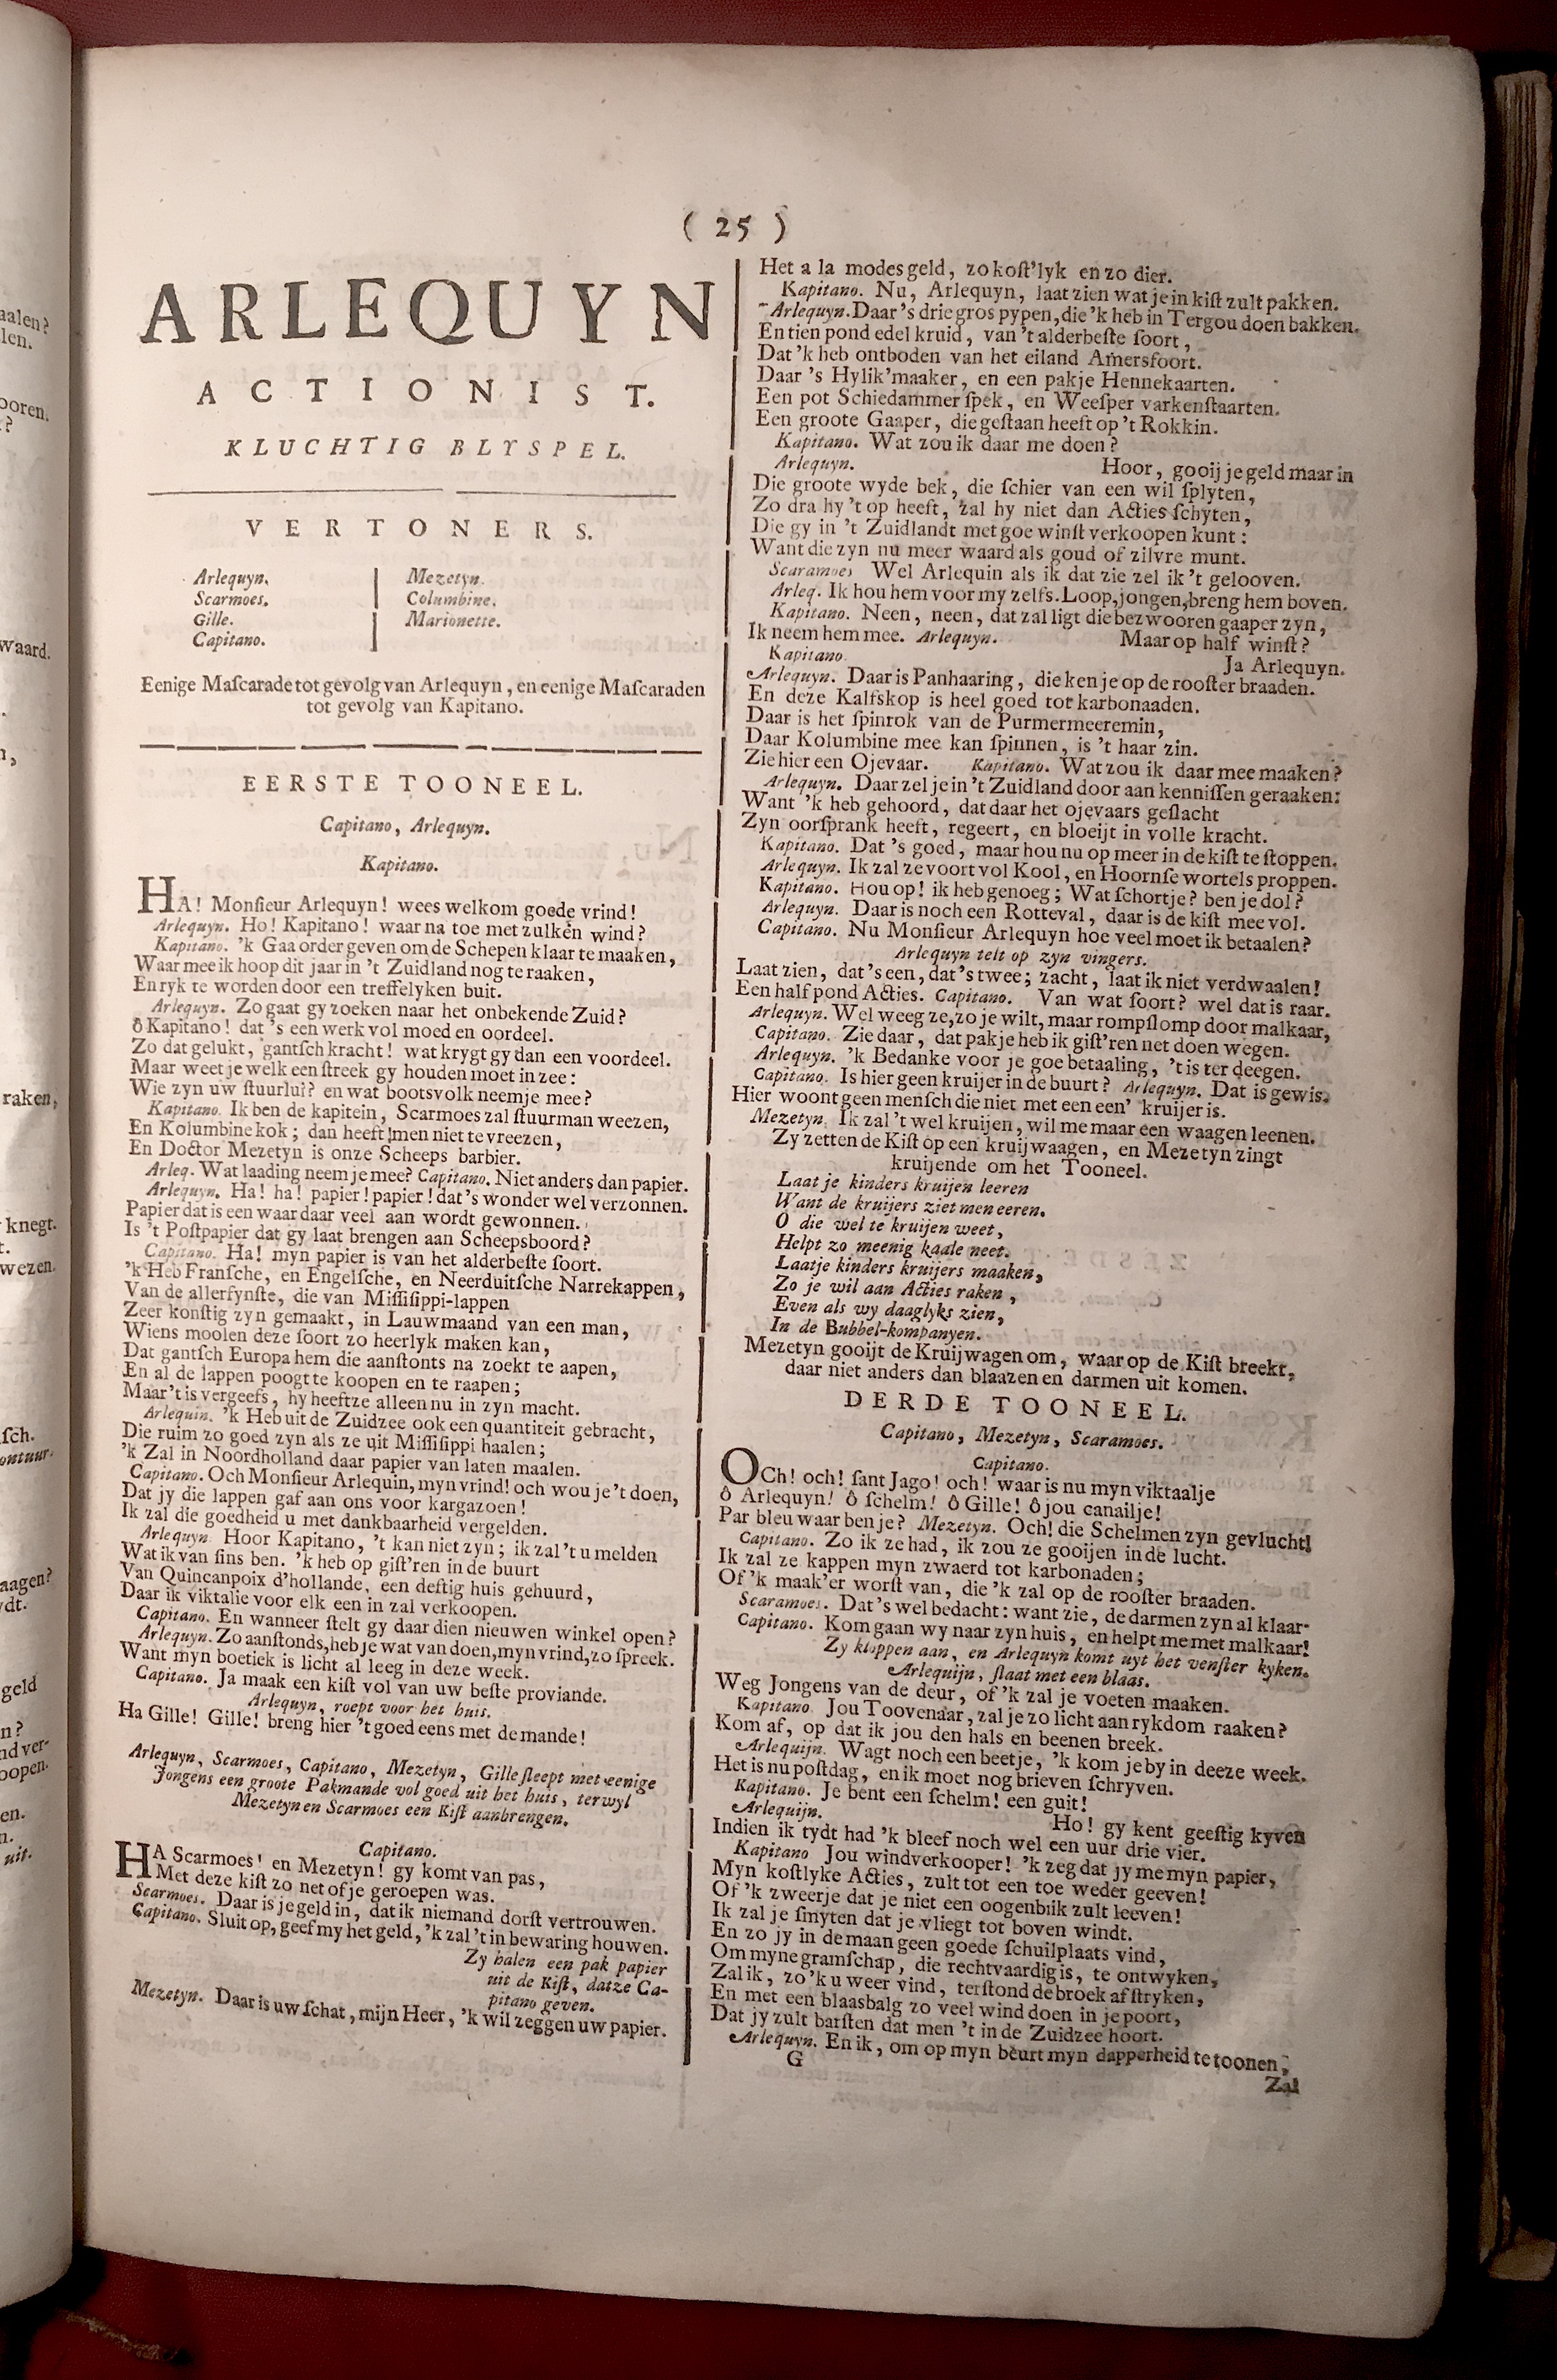 ( 25 )
ARLEQUYN
ACTIONIST.
KLUCHTIG BLYSPEL.
VERTONERS.
Arlequyn.
Scarmoes.
Gille.
Capitano.
Mezetyn.
Columbine.
Marionette.
Eenige Maſcarade tot gevolg van Arlequyn, en eenige Maſcaraden
tot gevolg van Kapitano.
EERSTE TOONEEL.
Capitano, Arlequyn.
Kapitano.
HA! Monſieur Arlequyn! wees welkom goede vrind!
Arlequyn. Ho! Kapitano! waar na toe met zulken wind?
Kapitano. 'k Gaa order geven om de Schepen klaar te maaken,
Waar mee ik hoop dit jaar in 't Zuidland nog te raaken,
En ryk te worden door een treffelyken buit.
Arlequyn. Zo gaat gy zoeken naar het onbekende Zuid?
ô Kapitano! dat 's een werk vol moed en oordeel.
Zo dat gelukt, gantſch kracht! wat krygt gy dan een voordeel.
Maar weet je welk een ſtreek gy houden moet in zee:
Wie zyn uw ſtuurlui? en wat bootsvolk neem je mee?
Kapitano. Ik ben de kapitein, Scarmoes zal ſtuurman weezen,
En Kolumbine kok; dan heeft men niet te vreezen,
En Doctor Mezetyn is onze Scheeps barbier.
Arleq. Wat laading neem je mee? Capitano. Niet anders dan papier.
Arlequyn. Ha! ha! papier! papier! dat's wonder wel verzonnen.
Papier dat is een waar daar veel aan wordt gewonnen.
Is 't Poſtpapier dat gy laat brengen aan Scheepsboord?
Capitano. Ha! myn papier is van het alderbeſte ſoort.
'k Heb Franſche, en Engelſche, en Neerduitſche Narrekappen,
Van de allerfynſte, die van Miſſiſippi-lappen
Zeer konſtig zyn gemaakt, in Lauwmaand van een man,
Wiens moolen deze ſoort zo heerlyk maken kan,
Dat gantſch Europa hem die aanſtonts na zoekt te aapen,
En al de lappen poogt te koopen en te raapen;
Maar 't is vergeefs, hy heeftze alleen nu in zyn macht.
Arlequin. 'k Heb uit de Zuidzee ook een quantiteit gebracht,
Die ruim zo goed zyn als ze uit Miſſiſippi haalen;
'k Zal in Noordholland daar papier van laten maalen.
Capitano. Och Monſieur Arlequin, myn vrind! och wou je 't doen,
Dat jy die lappen gaf aan ons voor kargazoen!
Ik zal die goedheid u met dankbaarheid vergelden.
Arlequyn. Hoor Kapitano, 't kan niet zyn; ik zal 't u melden
Wat ik van ſins ben. 'k heb op giſt'ren in de buurt
Van Quincanpoix d'hollande, een deftig huis gehuurd,
Daar ik viktalie voor elk een in zal verkoopen.
Capitano. En wanneer ſtelt gy daar dien nieuwen winkel open?
Arlequyn. Zo aanſtonds, heb je wat van doen, myn vrind, zo ſpreek.
Want myn boetiek is licht al leeg in deze week.
Capitano. Ja maak een kiſt vol van uw beſte proviande.
Arlequyn, roept voor het huis.
Ha Gille! Gille! breng hier 't goed eens met de mande!
Arlequyn, Scarmoes, Capitano, Mezetyn, Gille ſleept met eenige
Jongens een groote Pakmande vol goed uit het huis, terwyl
Mezetyn en Scarmoes een Kiſt aanbrengen.
Capitano.
HA Scarmoes! en Mezetyn! gy komt van pas,
Met deze kiſt zo net of je geroepen was.
Scarmoes. Daar is je geld in, dat ik niemand dorſt vertrouwen.
Capitano. Sluit op, geef my het geld, 'k zal 't in bewaring houwen.
Zy halen een pak papier
uit de Kiſt, datze Ca-
pitano geven.
Mezetyn. Daar is uw ſchat, mijn Heer, 'k wil zeggen uw papier.
Het a la modes geld, zo koſt'lyk en zo dier.
Kapitano. Nu, Arlequyn, laat zien wat je in kiſt zult pakken.
Arlequyn. Daar 's drie gros pypen, die 'k heb in Tergou doen bakken.
En tien pond edel kruid, van 't alderbeſte ſoort,
Dat 'k heb ontboden van het eiland Amersfoort.
Daar 's Hylik'maaker, en een pakje Hennekaarten.
Een pot Schiedammer ſpek, en Weeſper varkenſtaarten.
Een groote Gaaper, die geſtaan heeft op 't Rokkin.
Kapitano. Wat zou ik daar me doen?
Arlequyn. Hoor, gooij je geld maar in
Die groote wyde bek, die ſchier van een wil ſplyten,
Zo dra hy 't op heeft, zal hy niet dan Acties ſchyten,
Die gy in 't Zuidlandt met goe winſt verkoopen kunt:
Want die zyn nu meer waard als goud of zilvre munt.
Scaramoes Wel Arlequin als ik dat zie zel ik 't gelooven.
Arleq. Ik hou hem voor my zelfs. Loop, jongen, breng hem boven.
Kapitano. Neen, neen, dat zal ligt die bezwooren gaaper zyn,
Ik neem hem mee. Arlequyn. Maar op half winſt?
Kapitano. Ja Arlequyn.
Arlequyn. Daar is Panhaaring, die ken je op de rooſter braaden.
En deze Kalfskop is heel goed tot karbonaaden.
Daar is het ſpinrok van de Purmermeeremin,
Daar Kolumbine mee kan ſpinnen, is 't haar zin.
Zie hier een Ojevaar. Kapitano. Wat zou ik daar mee maaken?
Arlequyn. Daar zel je in 't Zuidland door aan kenniſſen geraaken:
Want 'k heb gehoord, dat daar het ojevaars geſlacht
Zyn oorſprank heeft, regeert, en bloeijt in volle kracht.
Kapitano. Dat 's goed, maar hou nu op meer in de kiſt te ſtoppen.
Arlequyn. Ik zal ze voort vol Kool, en Hoornſe wortels proppen.
Kapitano. Hou op! ik heb genoeg; Wat ſchort je? ben je dol?
Arlequyn. Daar is noch een Rotteval, daar is de kiſt mee vol.
Capitano. Nu Monſieur Arlequyn hoe veel moet ik betaalen?
Arlequyn telt op zyn vingers.
Laat zien, dat 's een, dat 's twee; zacht, laat ik niet verdwaalen!
Een half pond Acties. Capitano. Van wat ſoort? wel dat is raar.
Arlequyn. Wel weeg ze, zo je wilt, maar rompſlomp door malkaar,
Capitano. Zie daar, dat pakje heb ik giſt'ren net doen wegen.
Arlequyn. 'k Bedanke voor je goe betaaling, 't is ter deegen.
Capitano. Is hier geen kruijer in de buurt? Arlequyn. Dat is gewis.
Hier woont geen menſch die niet met een een' kruijer is.
Mezetyn. Ik zal 't wel kruijen, wil me maar een waagen leenen.
Zy zetten de Kiſt op een kruijwaagen, en Mezetyn zingt
kruijende om het Tooneel.
Laat je kinders kruijen leeren
Want de kruijers ziet men eeren.
O die wel te kruijen weet,
Helpt zo meenig kaale neet.
Laatje kinders kruijers maaken,
Zo je wil aan Acties raken,
Even als wy daaglyks zien,
In de Bubbel-kompanyen.
Mezetyn gooijt de Kruijwagen om, waar op de Kiſt breekt,
daar niet anders dan blaazen en darmen uit komen.
DERDE TOONEEL.
Capitano, Mezetyn, Scaramoes.
Capitano.
OCh! och! ſant Jago! och! waar is nu myn viktaalje
ô Arlequyn! ô ſchelm! ô Gille! ô jou canailje!
Par bleu waar ben je? Mezetyn. Och! die Schelmen zyn gevlucht!
Capitano. Zo ik ze had, ik zou ze gooijen in de lucht.
Ik zal ze kappen myn zwaerd tot karbonaden;
Of 'k maak'er worſt van, die 'k zal op de rooſter braaden.
Scaramoes. Dat 's wel bedacht: want zie, de darmen zyn al klaar.
Capitano. Kom gaan wy naar zyn huis, en helpt me met malkaar!
Zy kloppen aan, en Arlequyn komt uyt het venſter kyken.
Arlequijn, ſlaat met een blaas.
Weg Jongens van de deur, of 'k zal je voeten maaken.
Kapitano. Jou Toovenaar, zal je zo licht aan rykdom raaken?
Kom af, op dat ik jou den hals en beenen breek.
Arlequijn. Wagt noch een beetje, 'k kom je by in deeze week.
Het is nu poſtdag, en ik moet nog brieven ſchryven.
Kapitano. Je bent een ſchelm! een guit!
Arlequijn. Ho! gy kent geeſtig kyven
Indien ik tydt had 'k bleef noch wel een uur drie vier.
Kapitano Jou windverkooper! 'k zeg dat jy me myn papier,
Myn koſtlyke Acties, zult tot een toe weder geeven!
Of 'k zweer je dat je niet een oogenblik zult leeven!
Ik zal je ſmyten dat je vliegt tot boven windt.
En zo jy in de maan geen goede ſchuilplaats vind,
Om myne gramſchap, die rechtvaardig is, te ontwyken,
Zal ik, zo 'k u weer vind, terſtond de broek afſtryken,
En met een blaasbalg zo veel wind doen in je poort,
Dat jy zult barſten dat men 't in de Zuidzee hoort.
Arlequyn. En ik, om op myn beurt myn dapperheid te toonen,
G
Zal
aalen?
len.
ooren.
waard.
raken,
knegt.
wezen.
ſch.
ontuur.
aagen?
geld
oopen.
en.
uit.